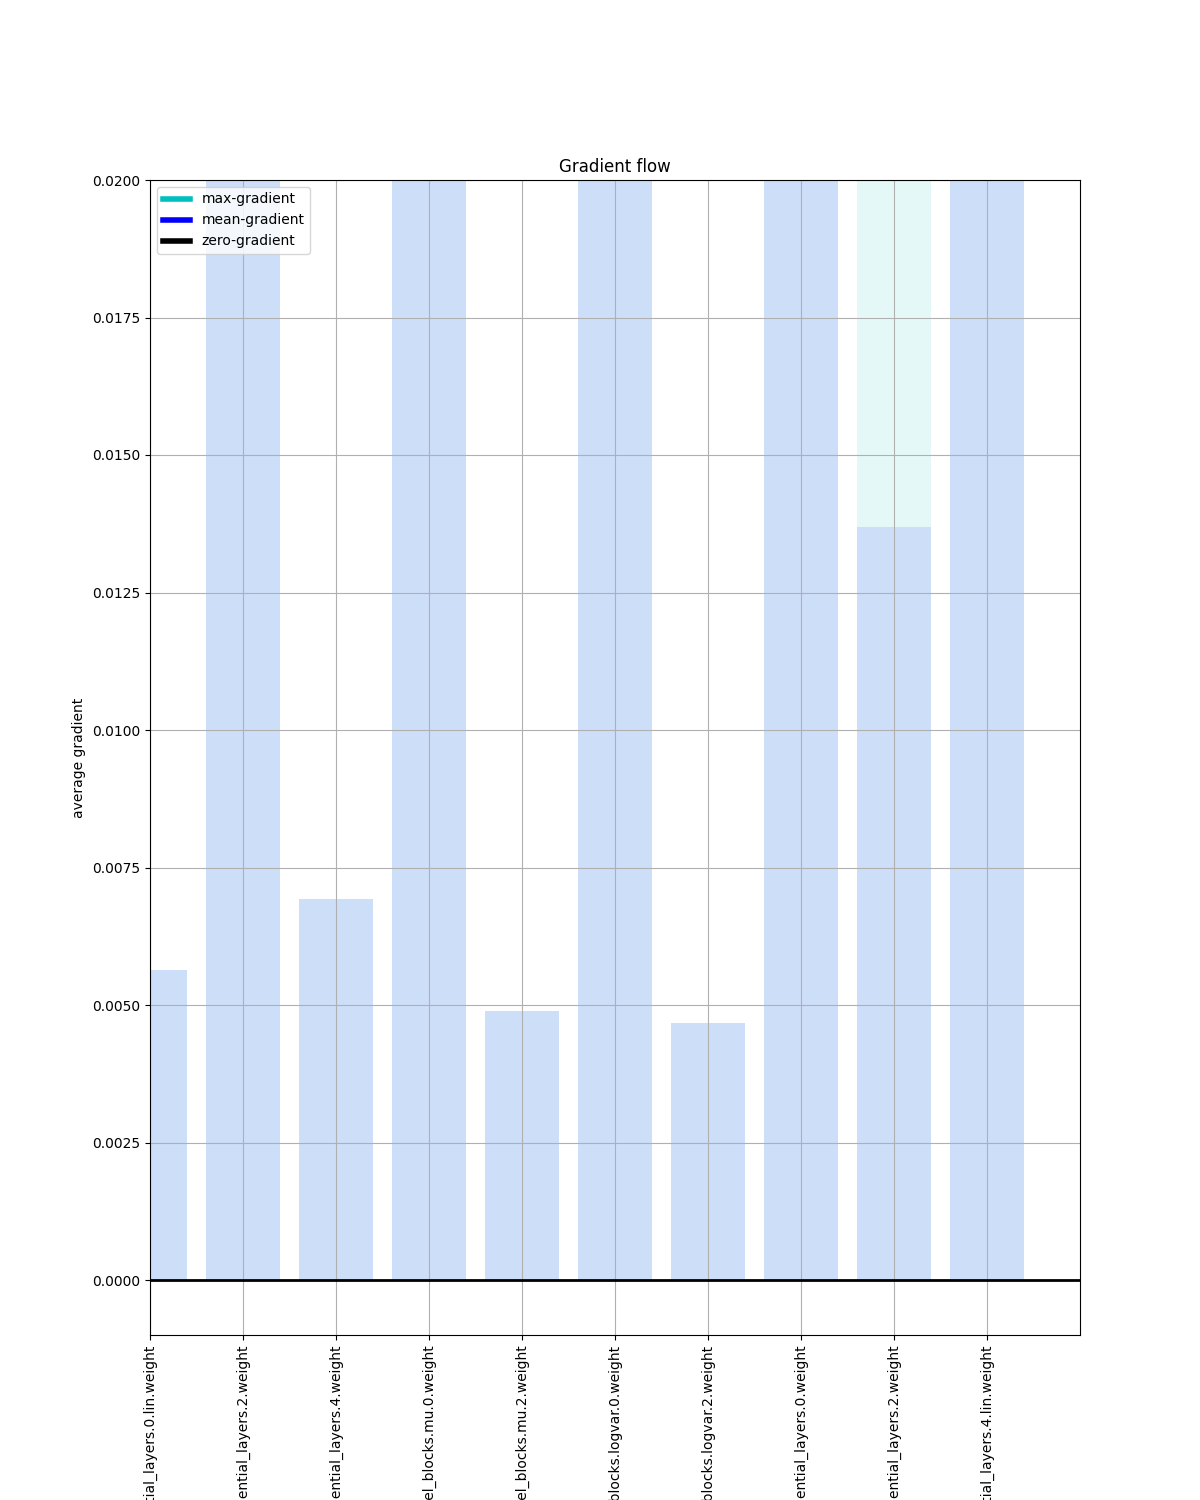 Gradient flow
max-gradient
mean-gradient
zero-gradient
0.0200
0.0175
0.0150
0.0125
0.0100
0.0075
0.0050
0.0025
0.0000
average gradient
tial_layers.0.lin.weight
ential_layers.2.weight
ential_layers.4.weight
el_blocks.mu.0.weight
el_blocks.mu.2.weight
blocks.logvar.0.weight
blocks.logvar.2.weight
ential_layers.0.weight
ential_layers.2.weight
tial_layers.4.lin.weight